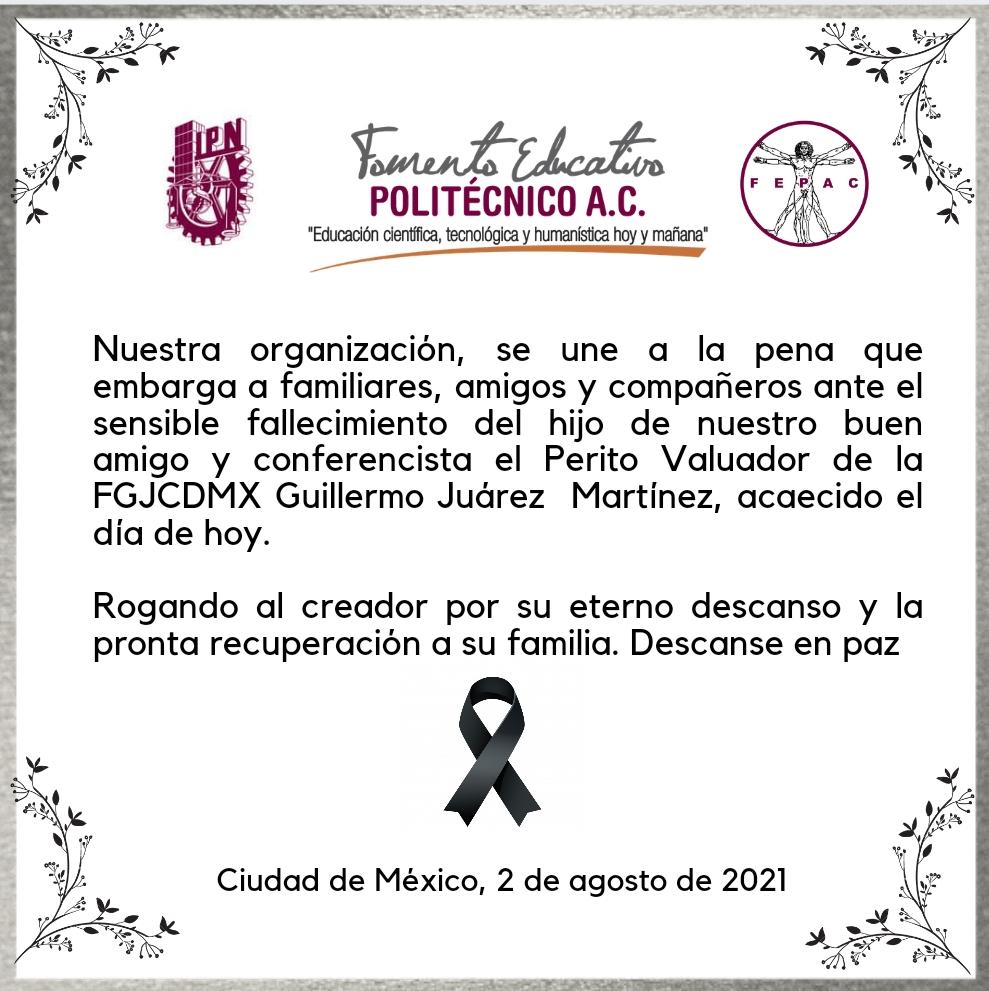 IPN
Fomento Educativo
POLITÉCNICO A.C.
"Educación científica, tecnológica y humanística hoy y mañana"
FEPAC
Nuestra organización, se une a la pena que
embarga a familiares, amigos y compañeros ante el
sensible fallecimiento del hijo de nuestro buen
amigo y conferencista el Perito Valuador de la
FGJCDMX Guillermo Juárez Martínez, acaecido el
día de hoy.
Rogando al creador por su eterno descanso y la
pronta recuperación a su familia. Descanse en paz
Ciudad de México, 2 de agosto de 2021